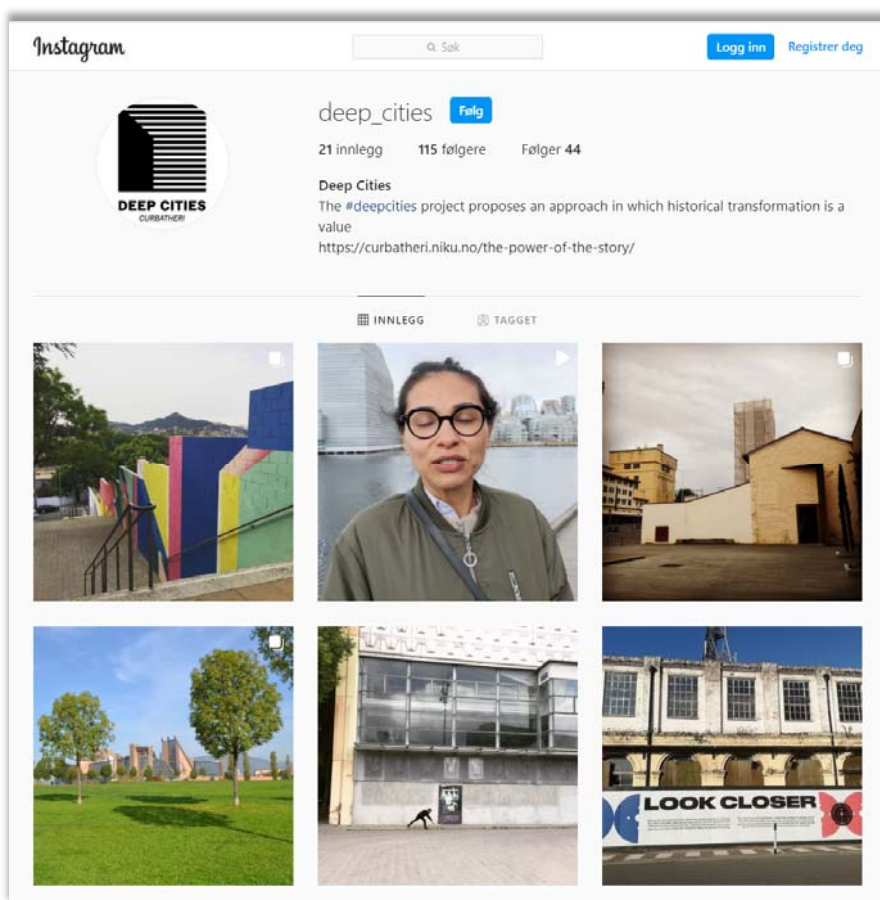 Instagram
Søk
Logg inn
Registrer deg
deep_cities
Følg
21 innlegg 115 følgere Følger 44
DEEP CITIES
CURBATHERI
Deep Cities
The #deepcities project proposes an approach in which historical transformation is a
value
https://curbatheri.niku.no/the-power-of-the-story/
INNLEGG
TAGGET
LOOK CLOSER